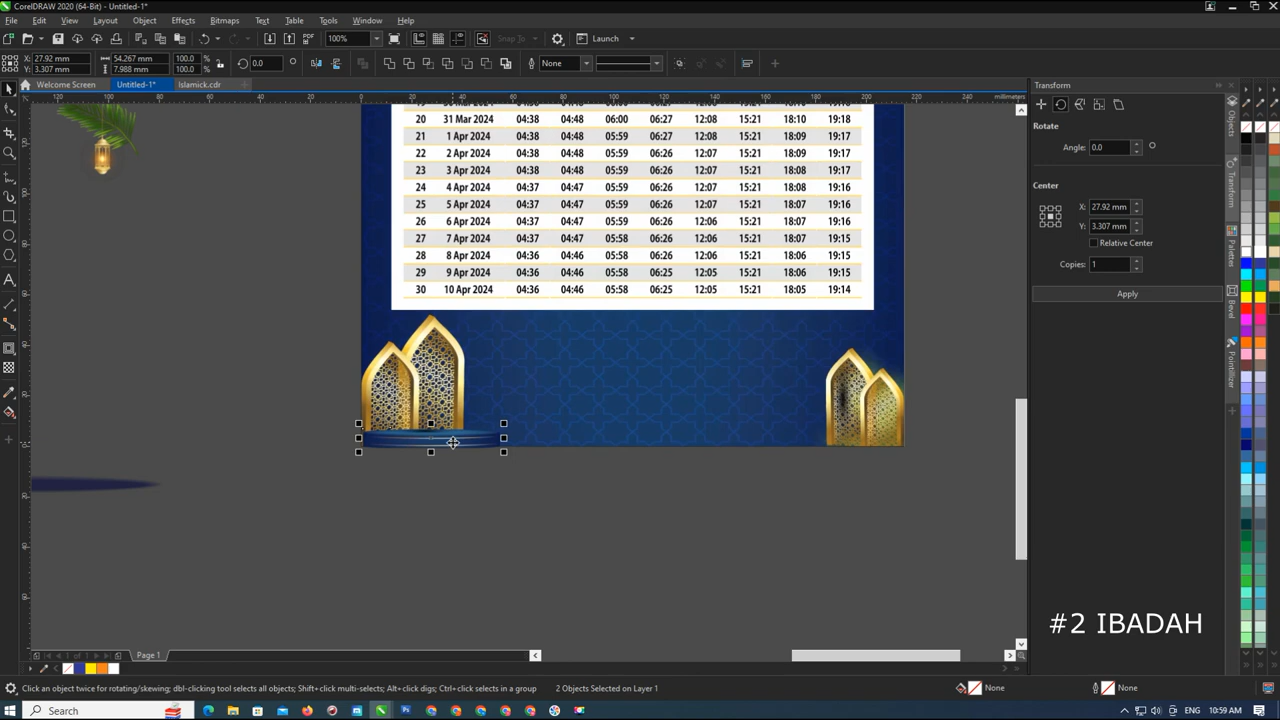 CorelDRAW 2020 (64-Bit) - Untitled-1*
File Edit View Layout Object Effects Bitmaps Text Table Tools Window Help
100% Snap To Launch
X: 27.92 mm 54.267 mm 100.0 % 0.0 None
Y: 3.307 mm 7.988 mm 100.0 %
Welcome Screen Untitled-1* Islamick.cdr
millimeters
20 31 Mar 2024 04:38 04:48 06:00 06:27 12:08 15:21 18:10 19:18
21 1 Apr 2024 04:38 04:48 05:59 06:27 12:08 15:21 18:09 19:17
22 2 Apr 2024 04:38 04:48 05:59 06:26 12:07 15:21 18:09 19:17
23 3 Apr 2024 04:38 04:48 05:59 06:26 12:07 15:21 18:08 19:17
24 4 Apr 2024 04:37 04:47 05:59 06:26 12:07 15:21 18:08 19:16
25 5 Apr 2024 04:37 04:47 05:59 06:26 12:07 15:21 18:07 19:16
26 6 Apr 2024 04:37 04:47 05:59 06:26 12:06 15:21 18:07 19:16
27 7 Apr 2024 04:37 04:47 05:58 06:26 12:06 15:21 18:07 19:15
28 8 Apr 2024 04:36 04:46 05:58 06:26 12:06 15:21 18:06 19:15
29 9 Apr 2024 04:36 04:46 05:58 06:25 12:05 15:21 18:06 19:15
30 10 Apr 2024 04:36 04:46 05:58 06:25 12:05 15:21 18:05 19:14
Transform
Rotate
Angle: 0.0
Center
X: 27.92 mm
Y: 3.307 mm
Relative Center
Copies: 1
Apply
Objects
Transform
Palettes
Bevel
Pointillizer
#2 IBADAH
1 of 1 Page 1
Click an object twice for rotating/skewing; dbl-clicking tool selects all objects; Shift+click multi-selects; Alt+click digs; Ctrl+click selects in a group 2 Objects Selected on Layer 1 None None
Search ENG 10:59 AM